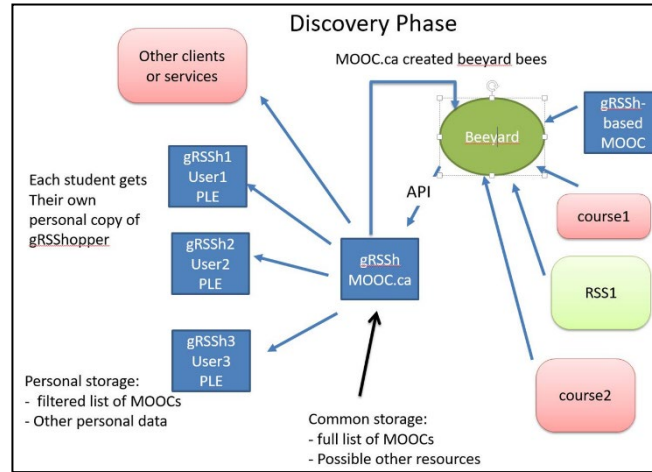 Discovery Phase
Other clients
or services
MOOC.ca created beeyard bees
Beeyard
gRSSh-
based
MOOC
gRSSh1
User1
PLE
Each student gets
Their own
personal copy of
gRSShopper
API
course1
gRSSh2
User2
PLE
gRSSh
MOOC.ca
RSS1
gRSSh3
User3
PLE
Personal storage:
- filtered list of MOOCs
- Other personal data
Common storage:
- full list of MOOCs
- Possible other resources
course2